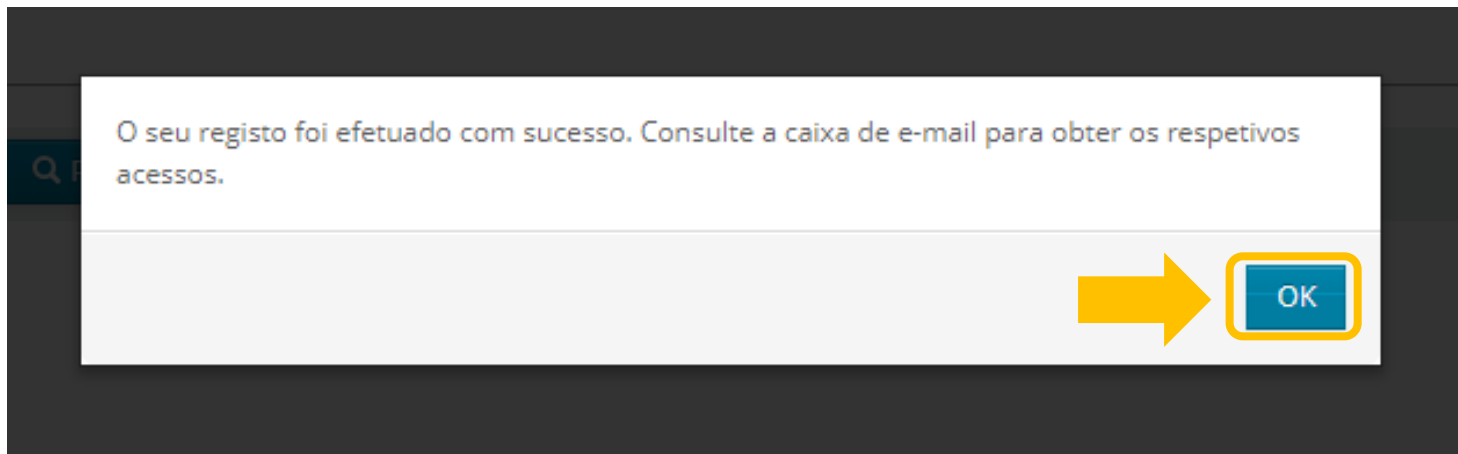 O seu registo foi efetuado com sucesso. Consulte a caixa de e-mail para obter os respetivos
acessos.
OK